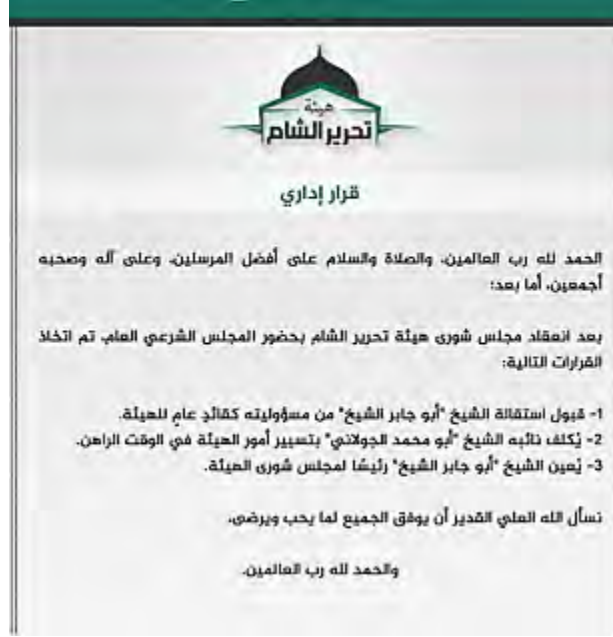 هيئة
تحرير الشام
قرار إداري
الحمد لله رب العالمين، والصلاة والسلام على أفضل المرسلين، وعلى آله وصحبه
أجمعين، أما بعد:
بعد انعقاد مجلس شورى هيئة تحرير الشام بحضور المجلس الشرعي العام، تم اتخاذ
القرارات التالية:
1- قبول استقالة الشيخ "أبو جابر الشيخ" من مسؤوليته كقائدٍ عامٍ للهيئة.
2- يُكلف نائبه الشيخ "أبو محمد الجولاني" بتسيير أمور الهيئة في الوقت الراهن.
3- يُعين الشيخ "أبو جابر الشيخ" رئيسًا لمجلس شورى الهيئة.
نسأل الله العلي القدير أن يوفق الجميع لما يحب ويرضى،
والحمد لله رب العالمين.